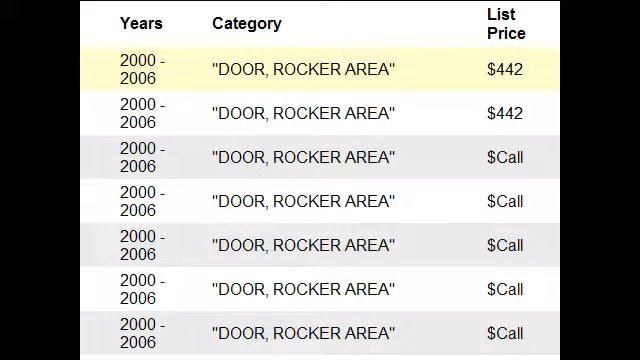 Years Category List Price
2000 - 2006 "DOOR, ROCKER AREA" $442
2000 - 2006 "DOOR, ROCKER AREA" $442
2000 - 2006 "DOOR, ROCKER AREA" $Call
2000 - 2006 "DOOR, ROCKER AREA" $Call
2000 - 2006 "DOOR, ROCKER AREA" $Call
2000 - 2006 "DOOR, ROCKER AREA" $Call
2000 - 2006 "DOOR, ROCKER AREA" $Call